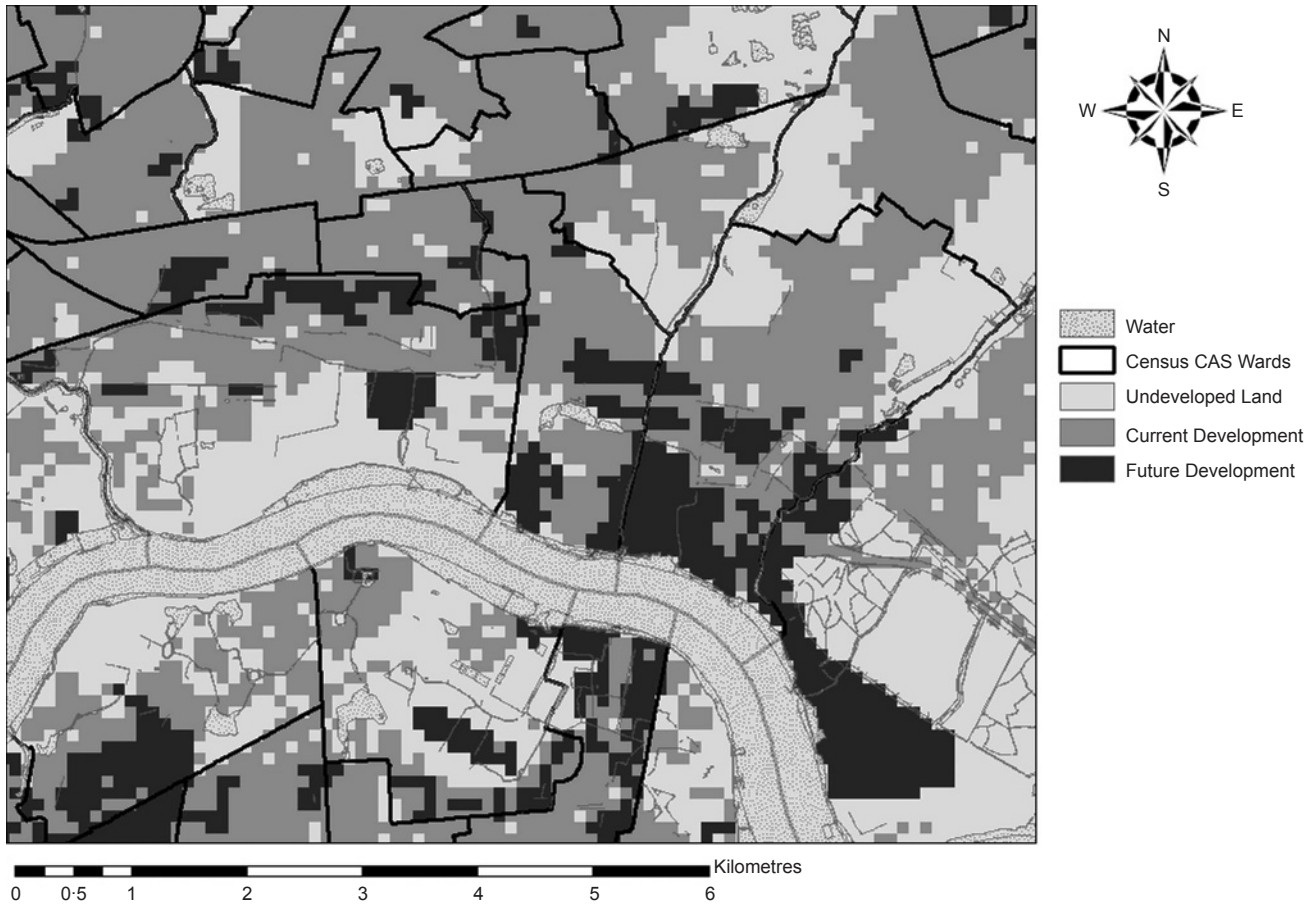 N
W E
S
Water
Census CAS Wards
Undeveloped Land
Current Development
Future Development
Kilometres
0 0·5 1 2 3 4 5 6